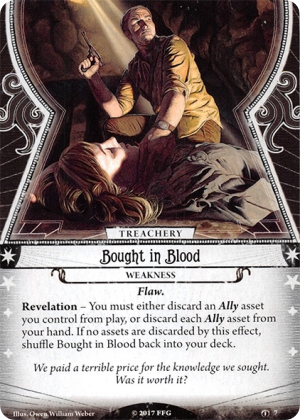 TREACHERY
Bought in Blood
WEAKNESS
Flaw.
Revelation – You must either discard an Ally asset
you control from play, or discard each Ally asset from
your hand. If no assets are discarded by this effect,
shuffle Bought in Blood back into your deck.
We paid a terrible price for the knowledge we sought.
Was it worth it?
Illus. Owen William Weber © 2017 FFG 7